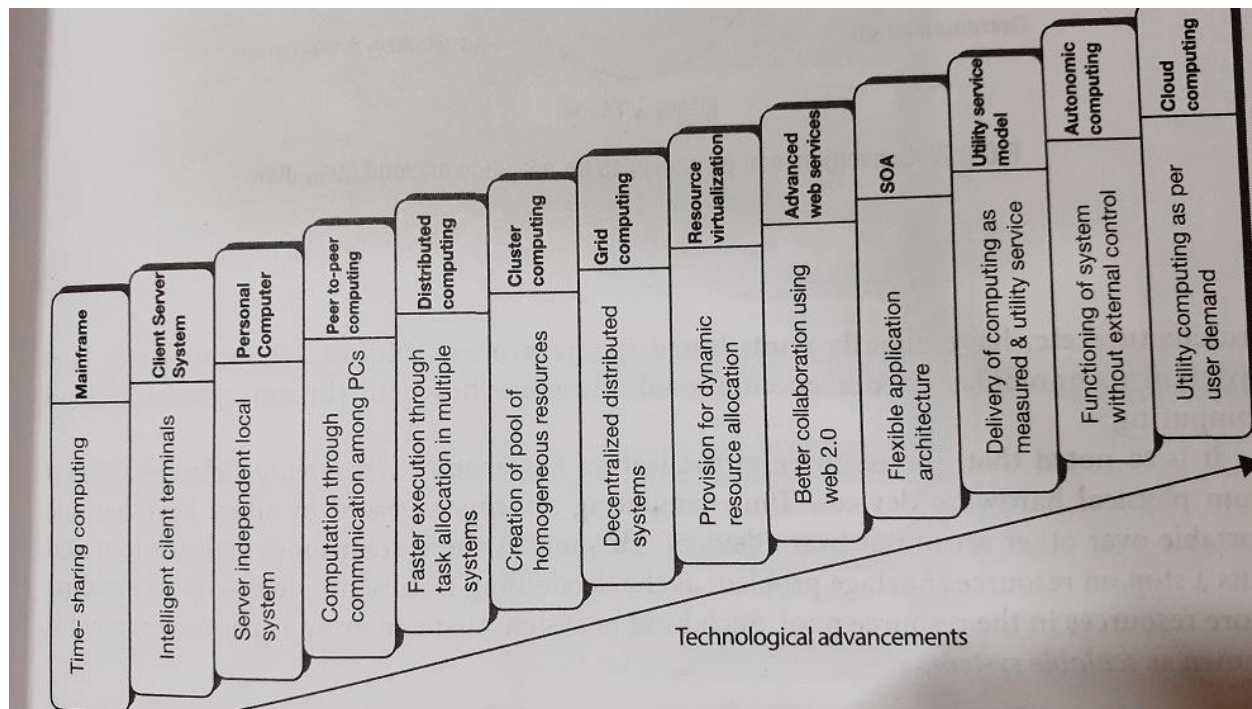 Mainframe
Time- sharing computing
Client Server
System
Intelligent client terminals
Personal
Computer
Server independent local
system
Peer to-peer
computing
Computation through
communication among PCs
Distributed
computing
Faster execution through
task allocation in multiple
systems
Cluster
computing
Creation of pool of
homogeneous resources
Grid
computing
Decentralized distributed
systems
Resource
virtualization
Provision for dynamic
resource allocation
Advanced
web services
Better collaboration using
web 2.0
SOA
Flexible application
architecture
Utility service
model
Delivery of computing as
measured & utility service
Autonomic
computing
Functioning of system
without external control
Cloud
computing
Utility computing as per
user demand
Technological advancements